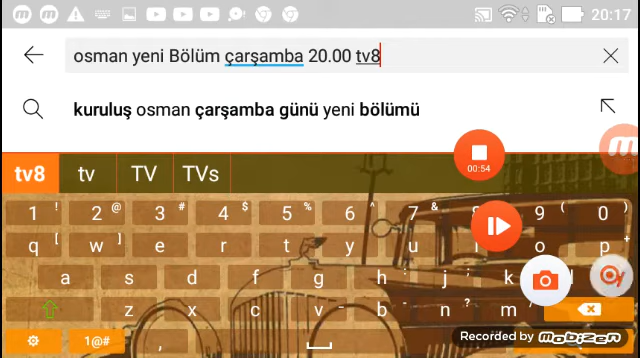 20:17
osman yeni Bölüm çarşamba 20.00 tv8
kuruluş osman çarşamba günü yeni bölümü
tv8 tv TV TVs
00:54
1 ! 2 @ 3 # 4 $ 5 % 6 ^ 7 & 9 ( 0 )
q [ w ] e r t y u o p +
a s d f g h j ; k
z x c v - b n ? m
1@# ,
Recorded by mobizen